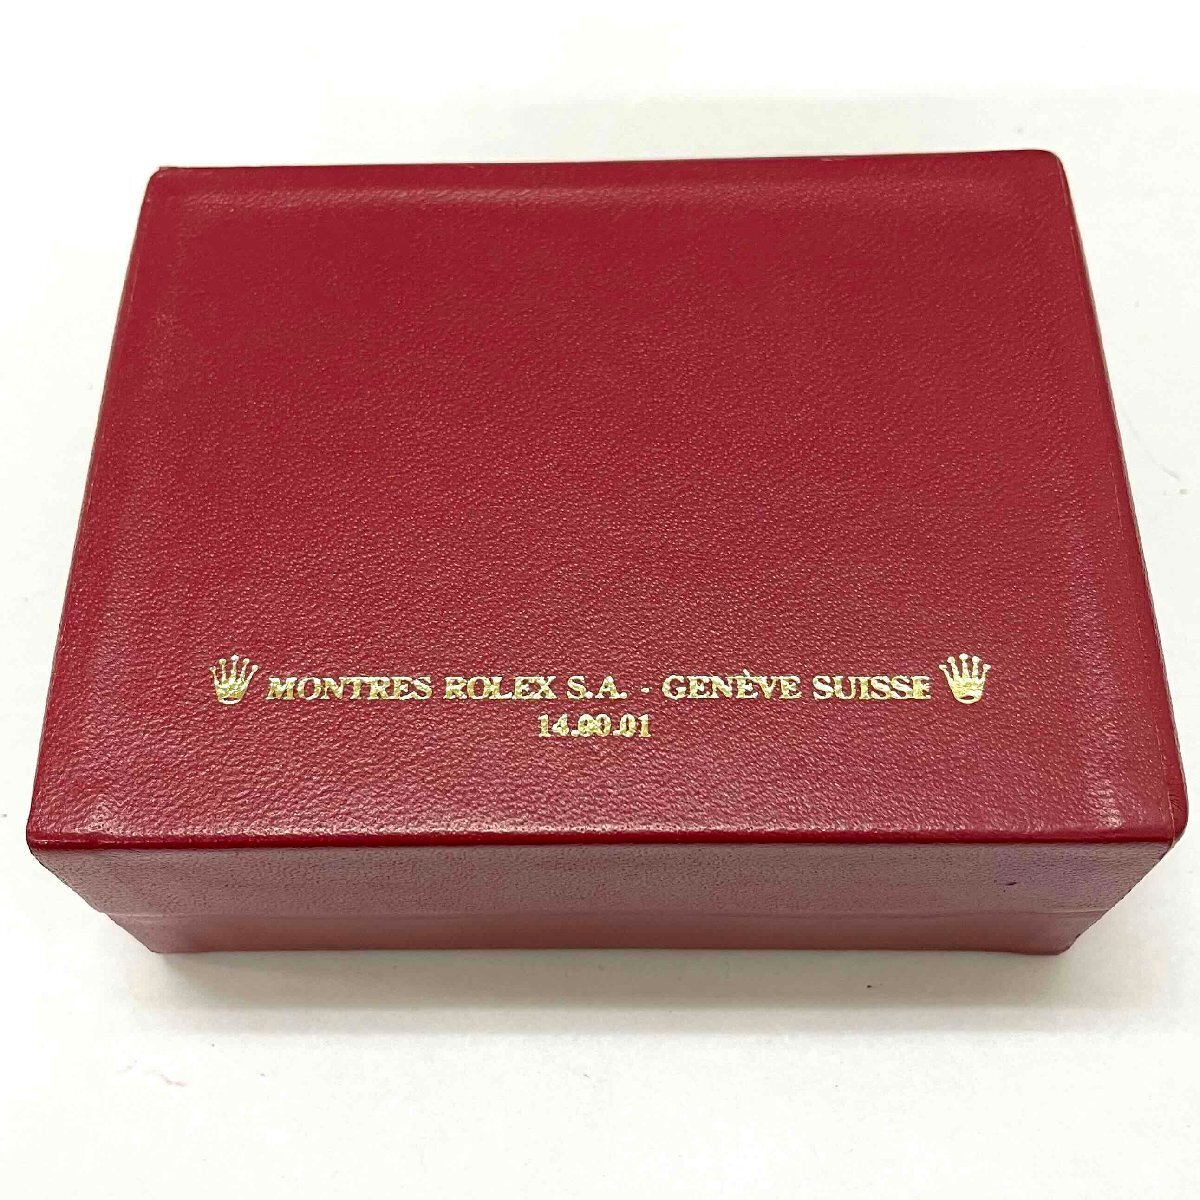 MONTRES ROLEX S.A. - GENÈVE SUISSE
14.00.01